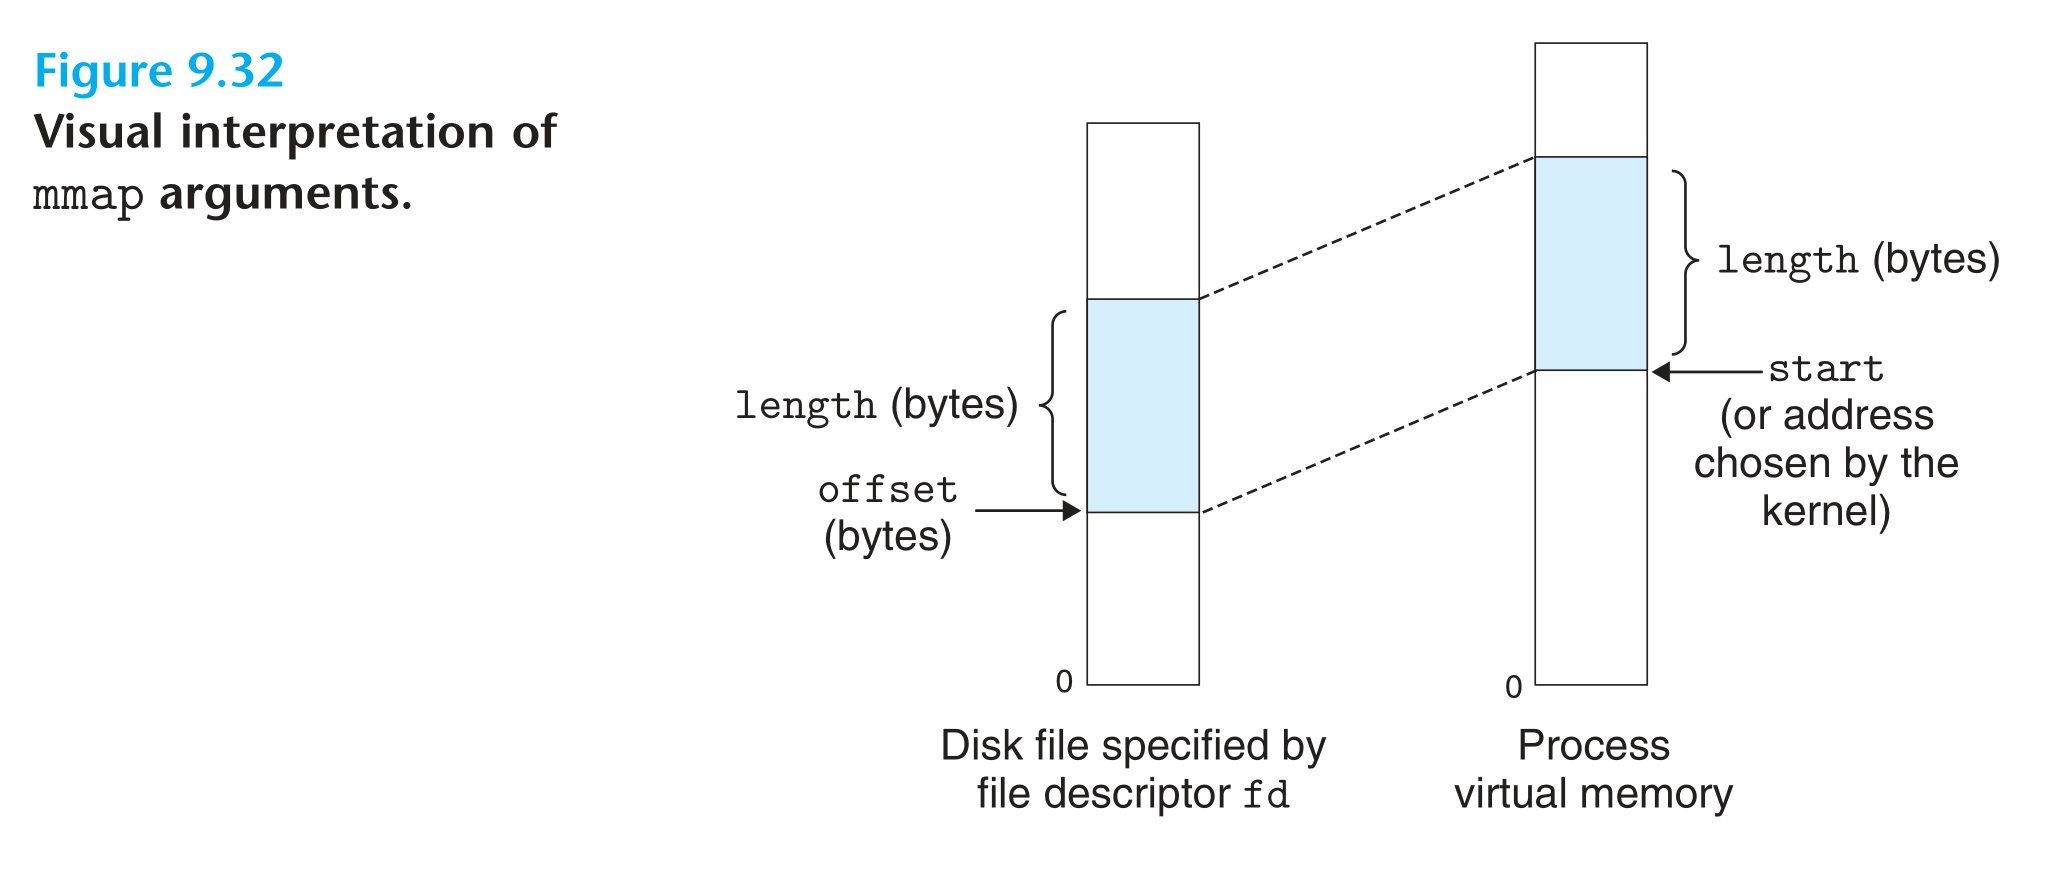 Figure 9.32
Visual interpretation of
mmap arguments.
length (bytes)
offset
(bytes)
0
Disk file specified by
file descriptor fd
length (bytes)
start
(or address
chosen by the
kernel)
0
Process
virtual memory